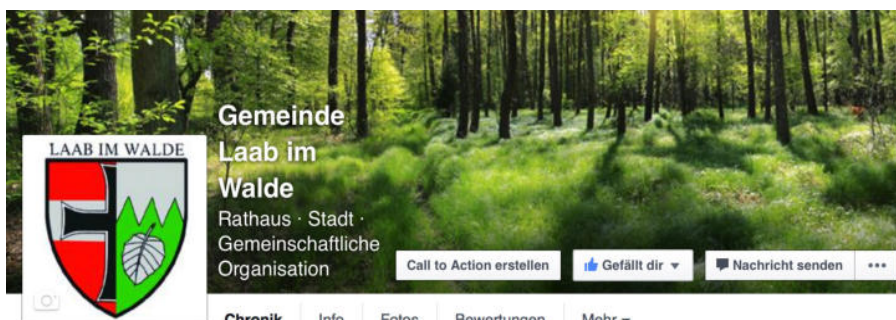 LAAB IM WALDE
Gemeinde
Laab im
Walde
Rathaus · Stadt ·
Gemeinschaftliche
Organisation
Call to Action erstellen
Gefällt dir
Nachricht senden
Chronik Info Fotos Bewertungen Mehr